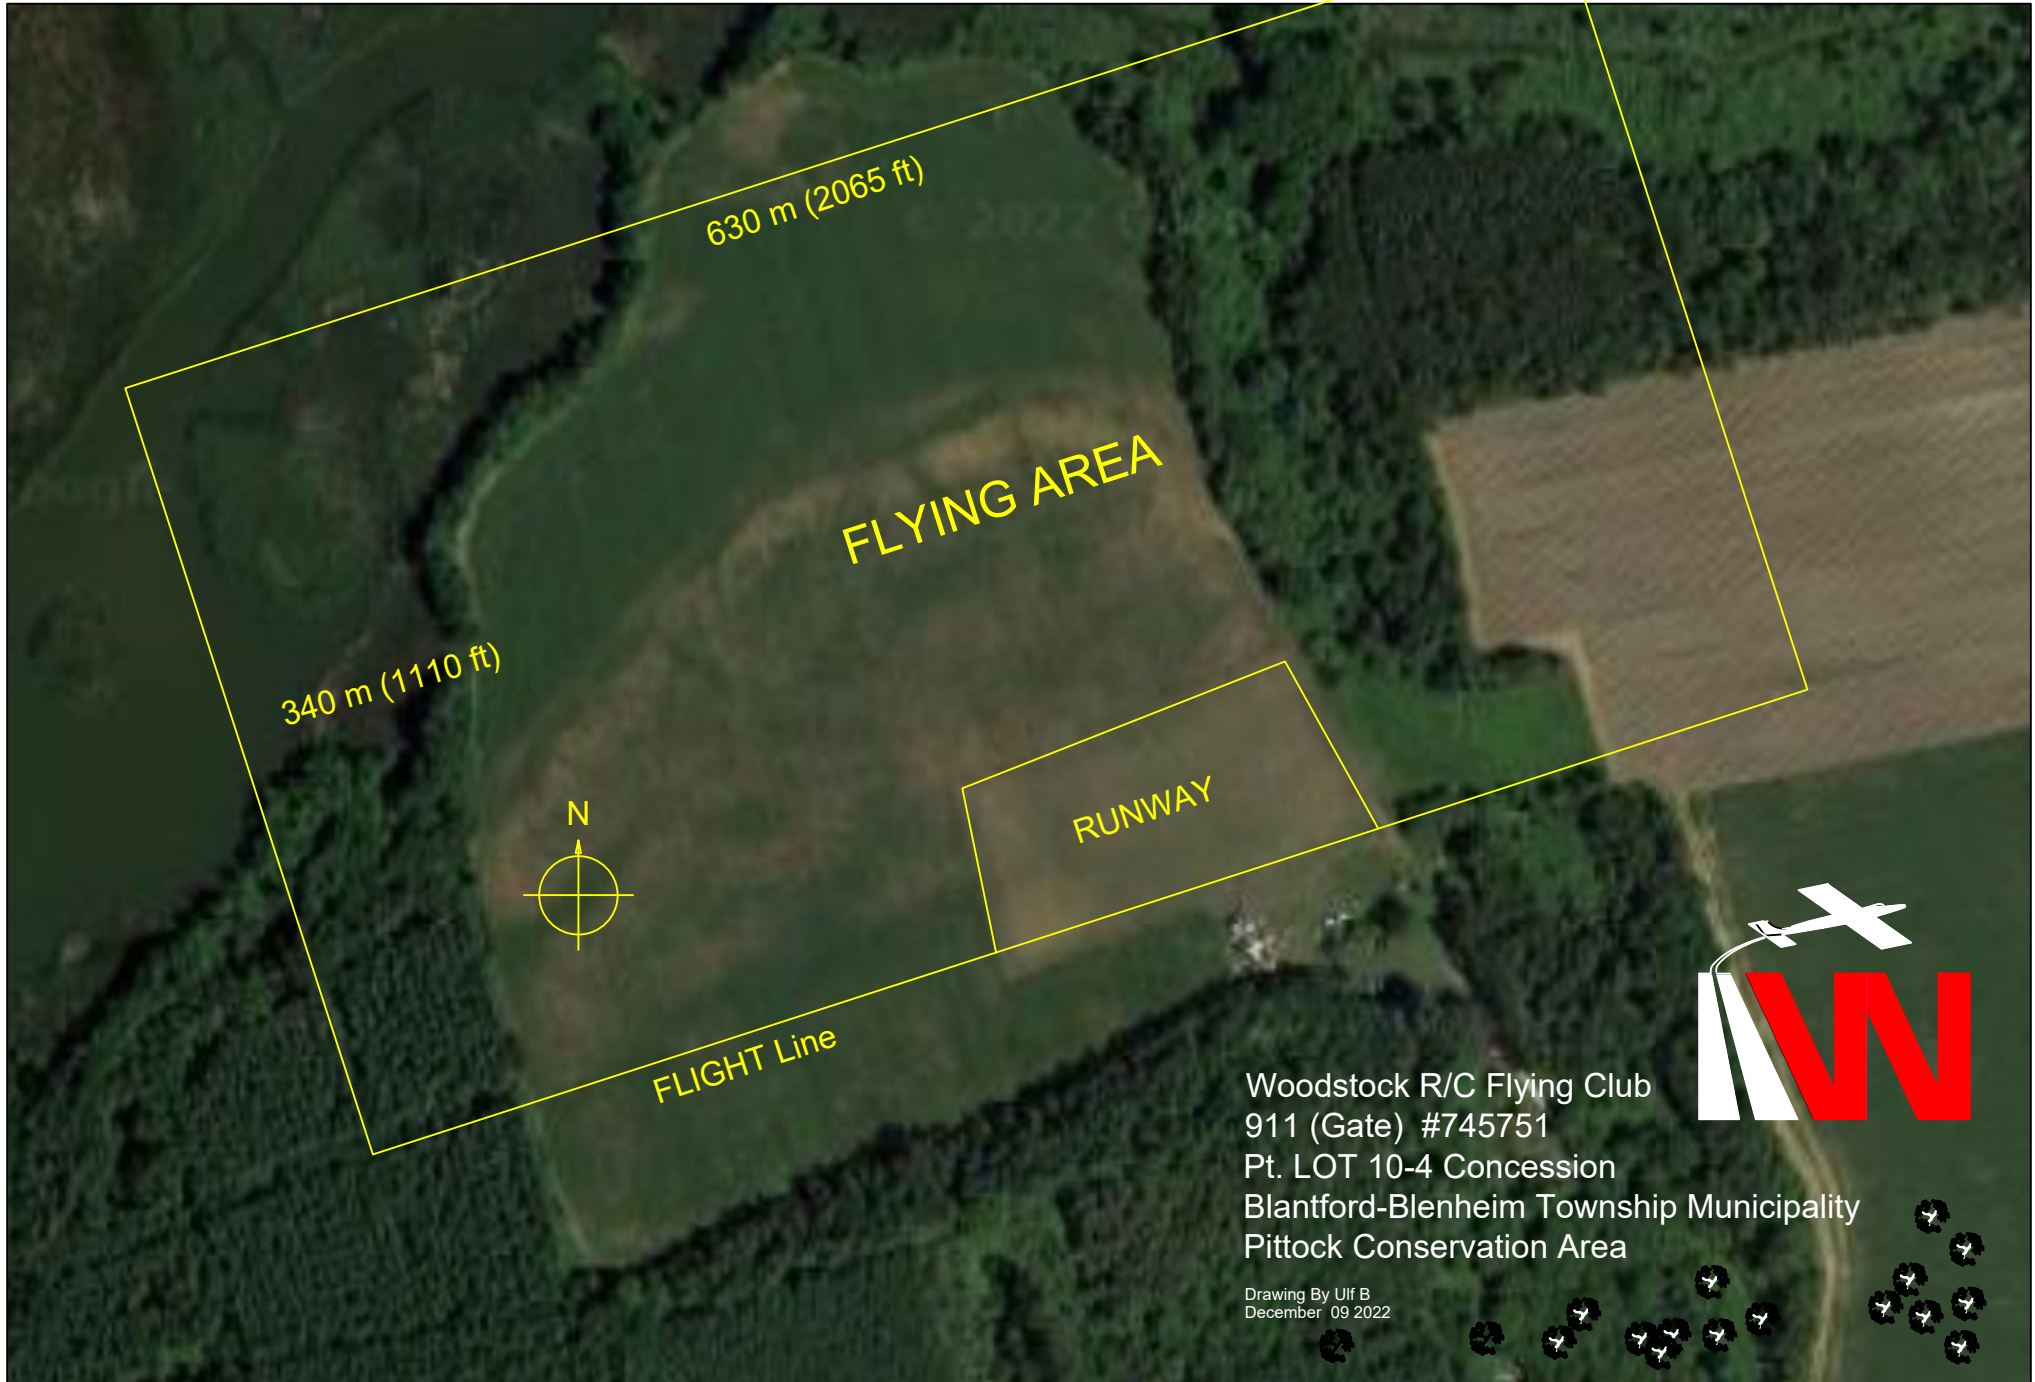 630 m (2065 ft)
FLYING AREA
340 m (1110 ft)
RUNWAY
N
FLIGHT Line
W
Woodstock R/C Flying Club
911 (Gate) #745751
Pt. LOT 10-4 Concession
Blantford-Blenheim Township Municipality
Pittock Conservation Area
Drawing By Ulf B
December 09 2022